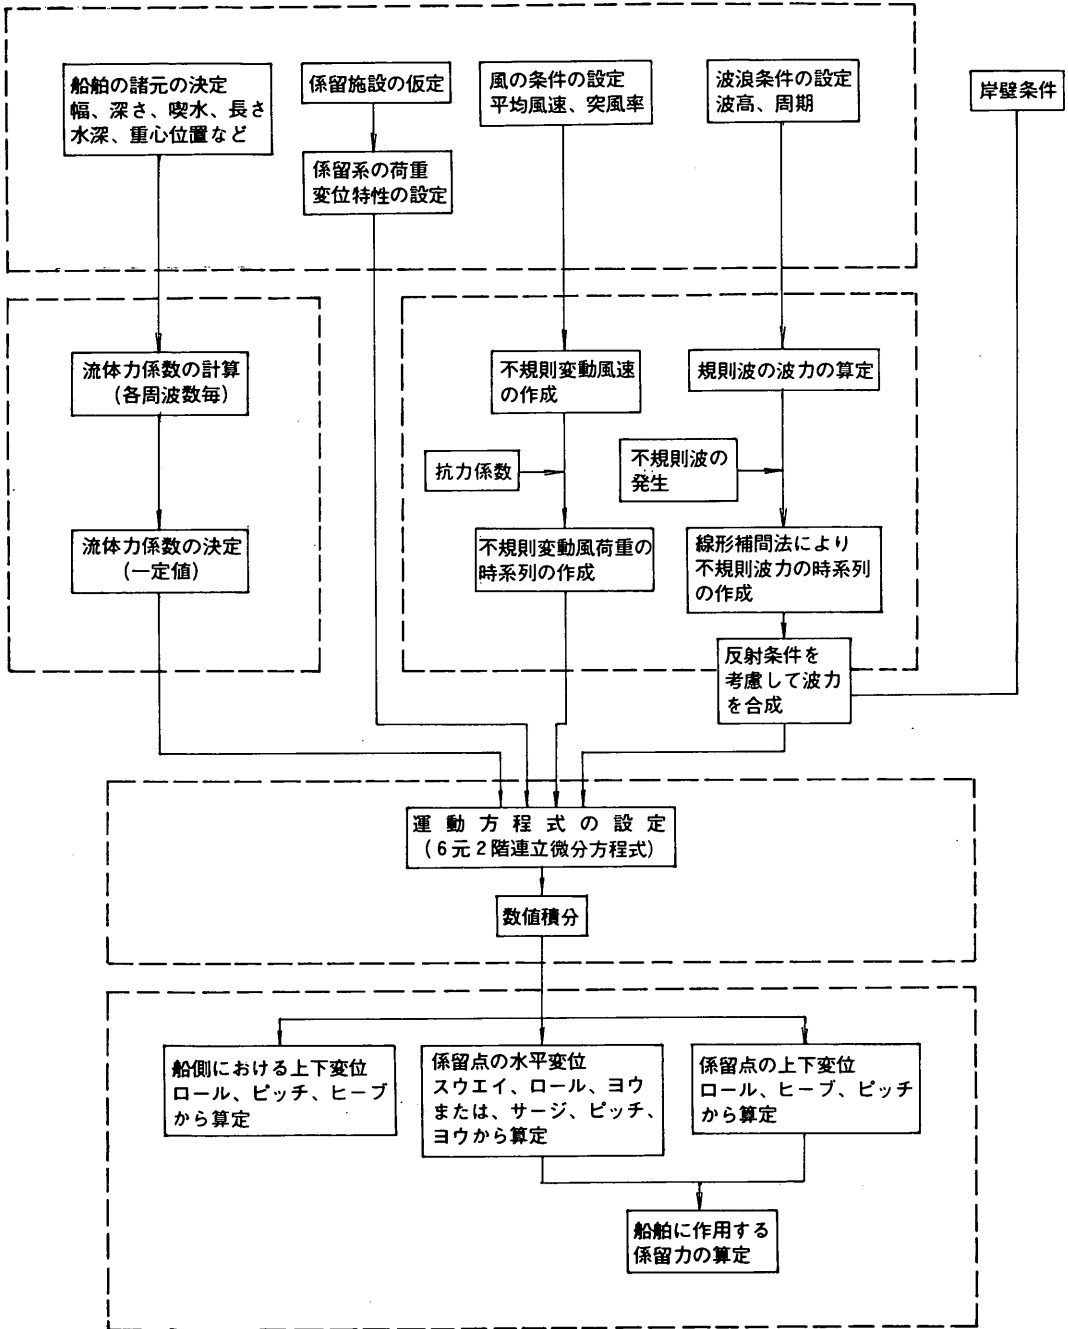 船舶の諸元の決定
幅、深さ、喫水、長さ
水深、重心位置など
係留施設の仮定
係留系の荷重
変位特性の設定
風の条件の設定
平均風速、突風率
波浪条件の設定
波高、周期
岸壁条件
流体力係数の計算
(各周波数毎)
流体力係数の決定
(一定値)
不規則変動風速
の作成
抗力係数
不規則変動風荷重の
時系列の作成
規則波の波力の算定
不規則波の
発生
線形補間法により
不規則波力の時系列
の作成
反射条件を
考慮して波力
を合成
運動方程式の設定
(6元2階連立微分方程式)
数値積分
船側における上下変位
ロール、ピッチ、ヒーブ
から算定
係留点の水平変位
スウエイ、ロール、ヨウ
または、サージ、ピッチ、
ヨウから算定
係留点の上下変位
ロール、ヒーブ、ピッチ
から算定
船舶に作用する
係留力の算定